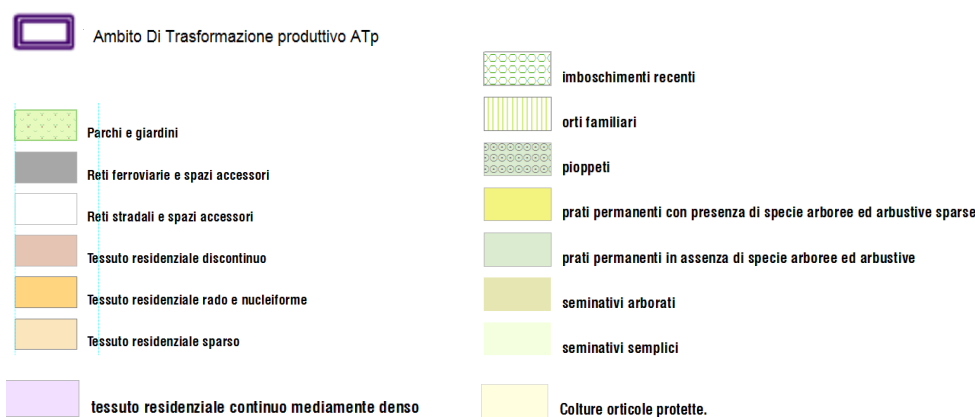 Ambito Di Trasformazione produttivo ATp
Parchi e giardini
Reti ferroviarie e spazi accessori
Reti stradali e spazi accessori
Tessuto residenziale discontinuo
Tessuto residenziale rado e nucleiforme
Tessuto residenziale sparso
tessuto residenziale continuo mediamente denso
imboschimenti recenti
orti familiari
pioppeti
prati permanenti con presenza di specie arboree ed arbustive sparse
prati permanenti in assenza di specie arboree ed arbustive
seminativi arborati
seminativi semplici
Colture orticole protette.